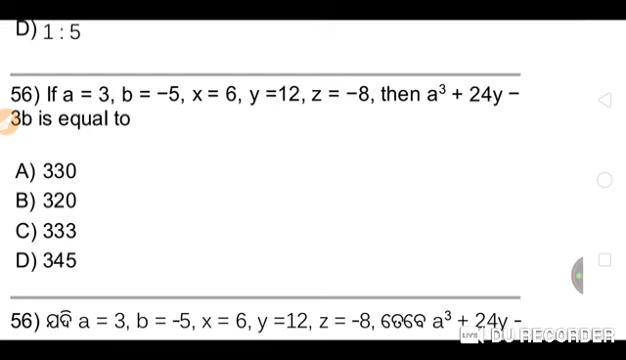 D) 1 : 5
56) If a = 3, b = −5, x = 6, y =12, z = −8, then a³ + 24y −
3b is equal to
A) 330
B) 320
C) 333
D) 345
56) ଯଦି a = 3, b = -5, x = 6, y =12, z = -8, ତେବେ a³ + 24y -
LIVE DU RECORDER